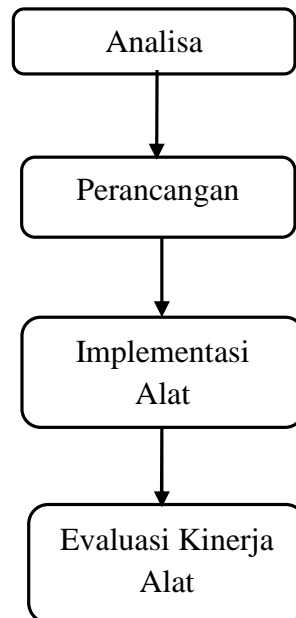 Analisa
Perancangan
Implementasi
Alat
Evaluasi Kinerja
Alat